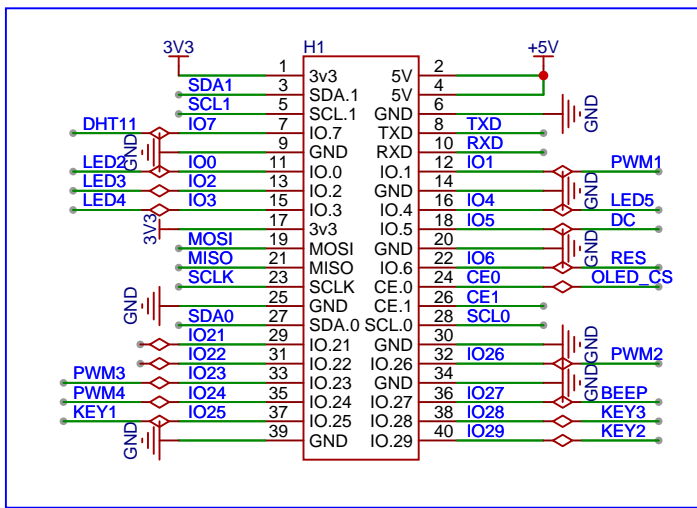 3V3 H1 +5V
1 3v3 5V 2
SDA1 3 SDA.1 5V 4
SCL1 5 SCL.1 GND 6 GND
DHT11 IO7 7 IO.7 TXD 8 TXD
GND 9 GND RXD 10 RXD
LED2 IO0 11 IO.0 IO.1 12 IO1 PWM1
LED3 IO2 13 IO.2 GND 14 GND
LED4 IO3 15 IO.3 IO.4 16 IO4 LED5
3V3 17 3v3 IO.5 18 IO5 DC
MOSI 19 MOSI GND 20 GND
MISO 21 MISO IO.6 22 IO6 RES
SCLK 23 SCLK CE.0 24 CE0 OLED_CS
GND 25 GND CE.1 26 CE1
SDA0 27 SDA.0 SCL.0 28 SCL0
IO21 29 IO.21 GND 30 GND
IO22 31 IO.22 IO.26 32 IO26 PWM2
PWM3 IO23 33 IO.23 GND 34 GND
PWM4 IO24 35 IO.24 IO.27 36 IO27 BEEP
KEY1 IO25 37 IO.25 IO.28 38 IO28 KEY3
GND 39 GND IO.29 40 IO29 KEY2